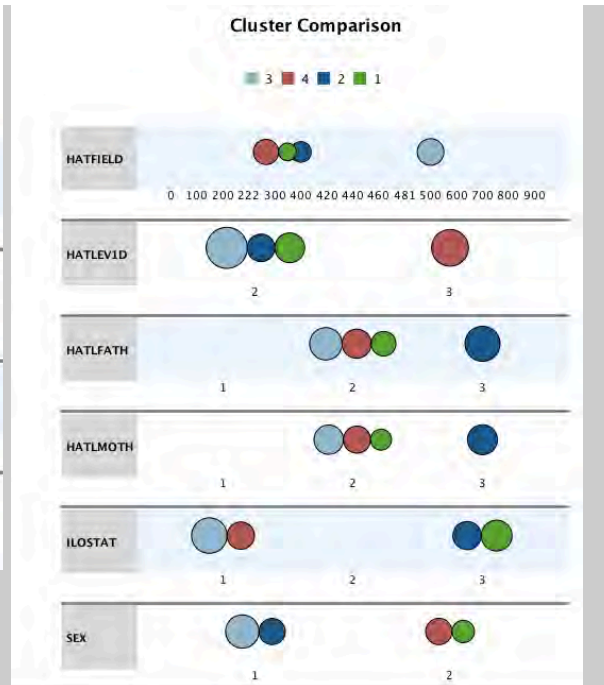 Cluster Comparison
3 4 2 1
HATFIELD
0 100 200 222 300 400 420 440 460 481 500 600 700 800 900
HATLEV1D
2 3
HATLFATH
1 2 3
HATLMOTH
1 2 3
ILOSTAT
1 2 3
SEX
1 2